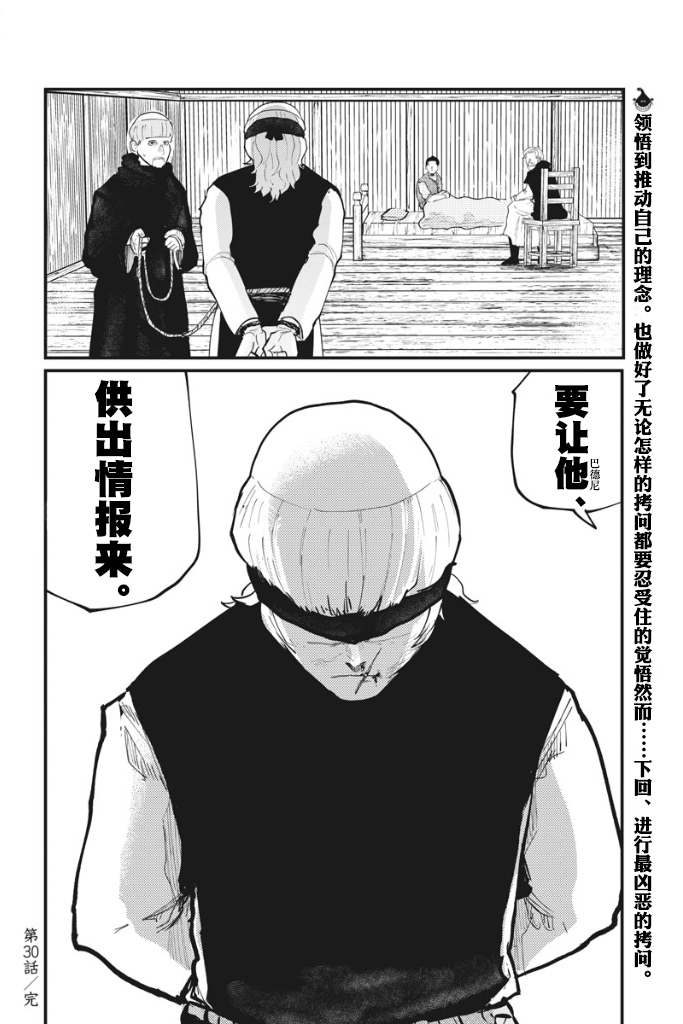 领悟到推动自己的理念。也做好了无论怎样的拷问都要忍受住的觉悟然而……下回、进行最凶恶的拷问。
要让他、
巴德尼
供出情报来。
第30話／完